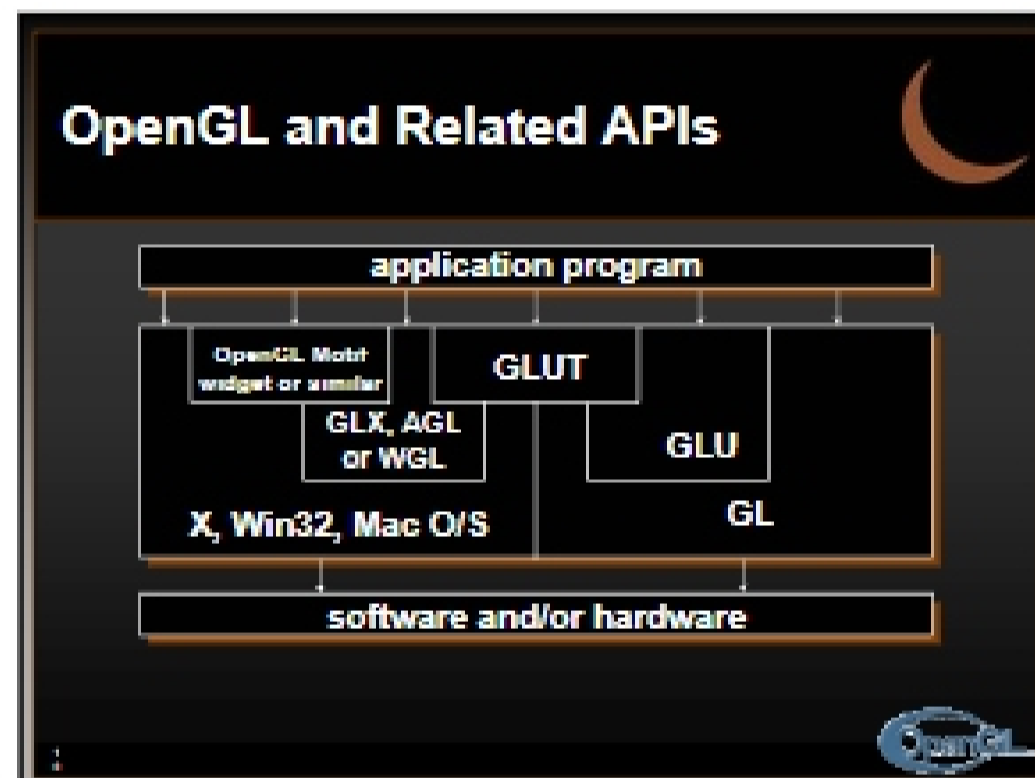 OpenGL and Related APIs
application program
OpenGL Motif
widget or similar
GLUT
GLX, AGL
or WGL
GLU
X, Win32, Mac O/S
GL
software and/or hardware
OpenGL